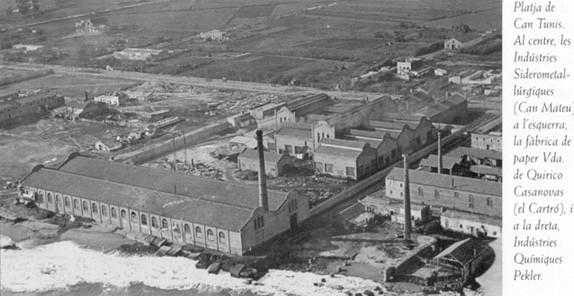 Platja de
Can Tunis.
Al centre, les
Indústries
Siderometal-
lúrgiques
(Can Mateu)
a l'esquerra,
la fàbrica de
paper Vda.
de Quirico
Casanovas
(el Cartró), i
a la dreta,
Indústries
Químiques
Pekler.